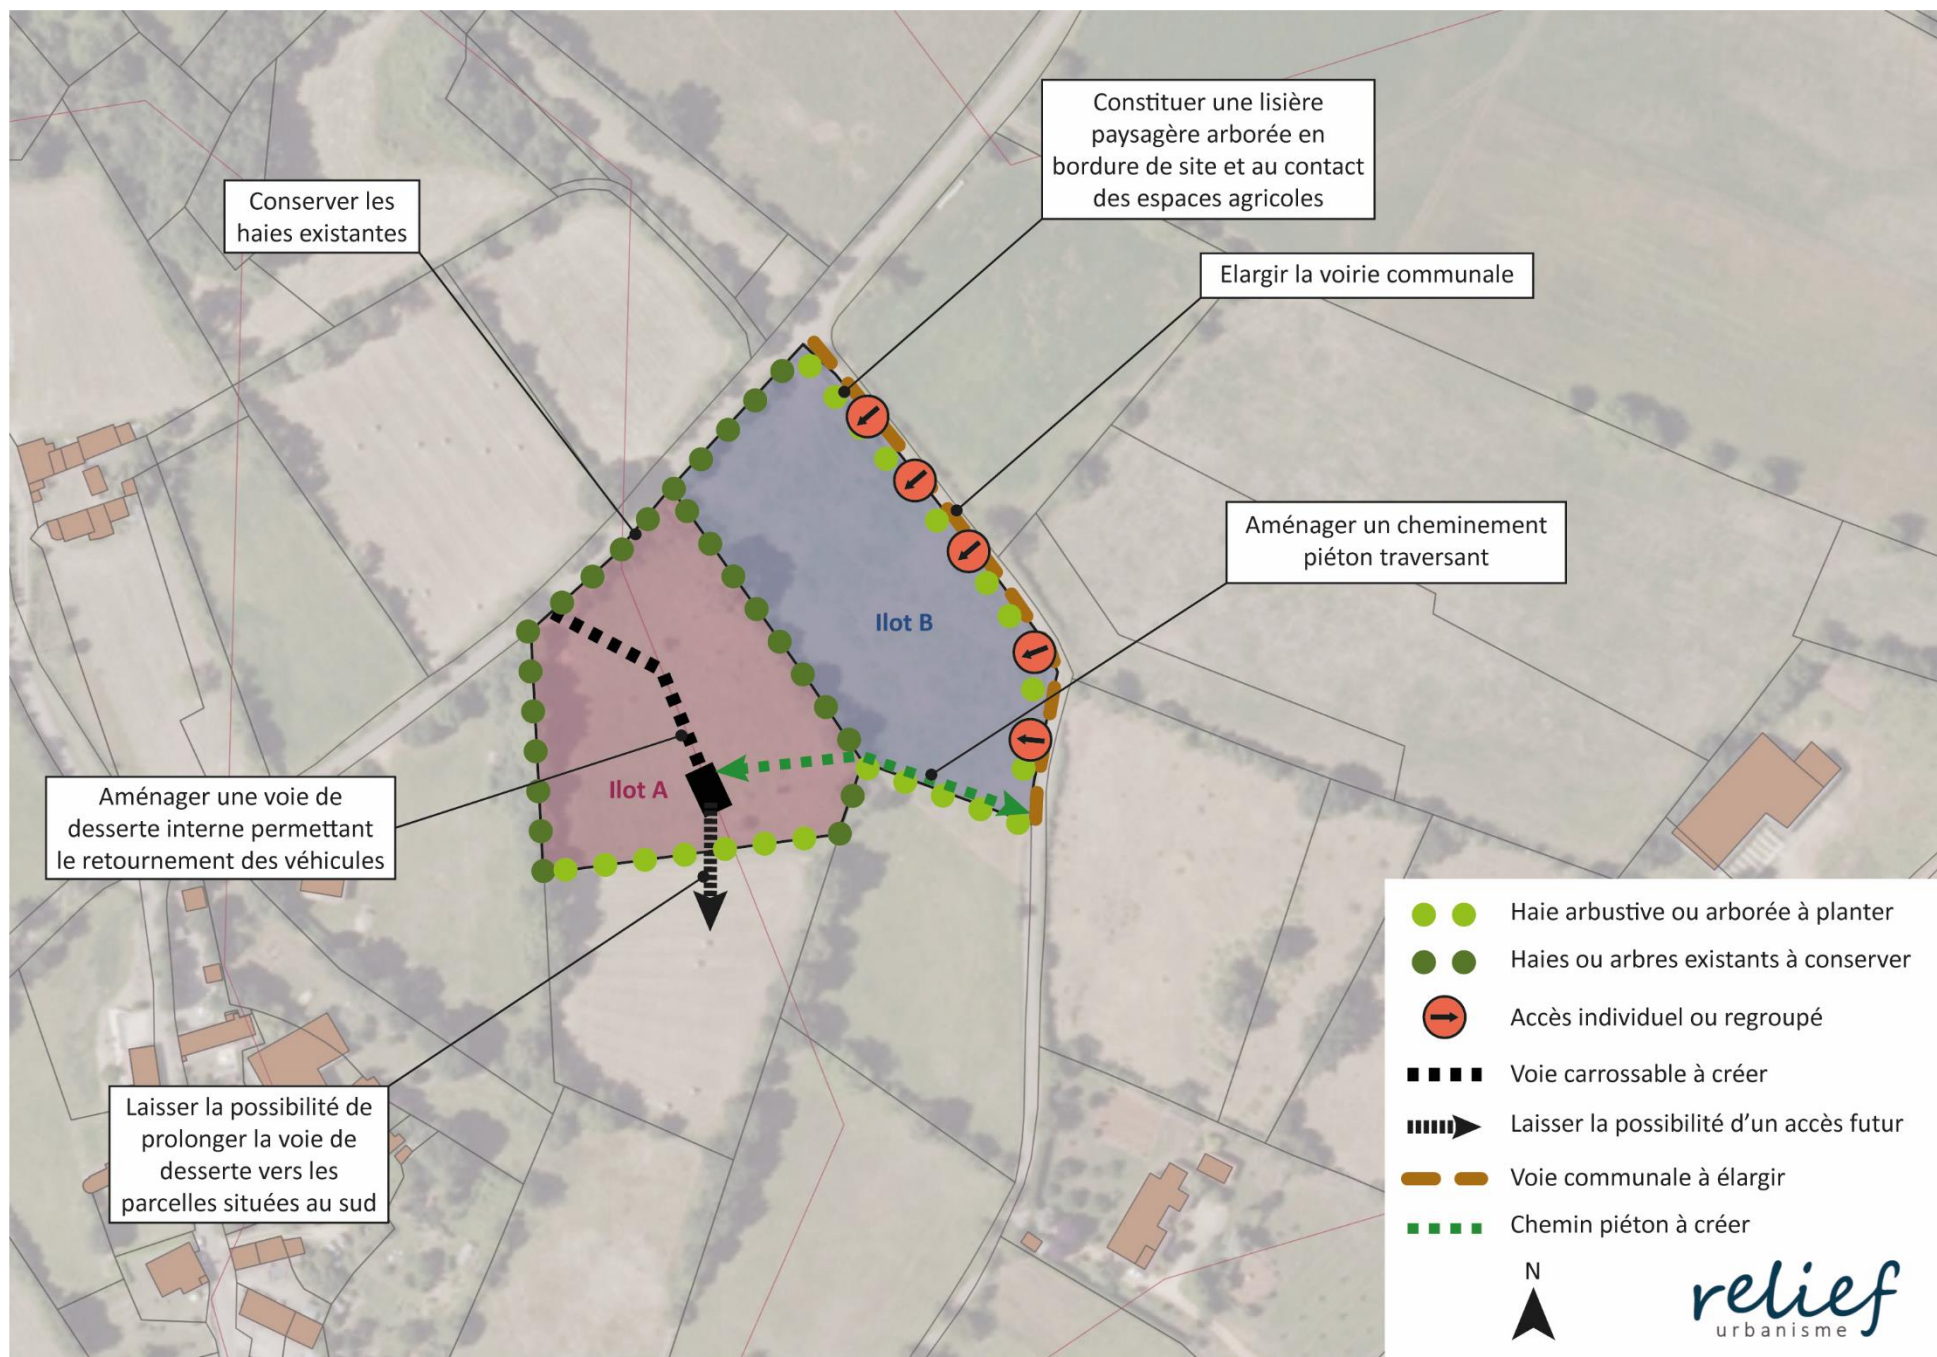 Constituer une lisière
paysagère arborée en
bordure de site et au contact
des espaces agricoles
Conserver les
haies existantes
Elargir la voirie communale
Aménager un cheminement
piéton traversant
Ilot B
Ilot A
Aménager une voie de
desserte interne permettant
le retournement des véhicules
Laisser la possibilité de
prolonger la voie de
desserte vers les
parcelles situées au sud
Haie arbustive ou arborée à planter
Haies ou arbres existants à conserver
Accès individuel ou regroupé
Voie carrossable à créer
Laisser la possibilité d'un accès futur
Voie communale à élargir
Chemin piéton à créer
N
relief
urbanisme